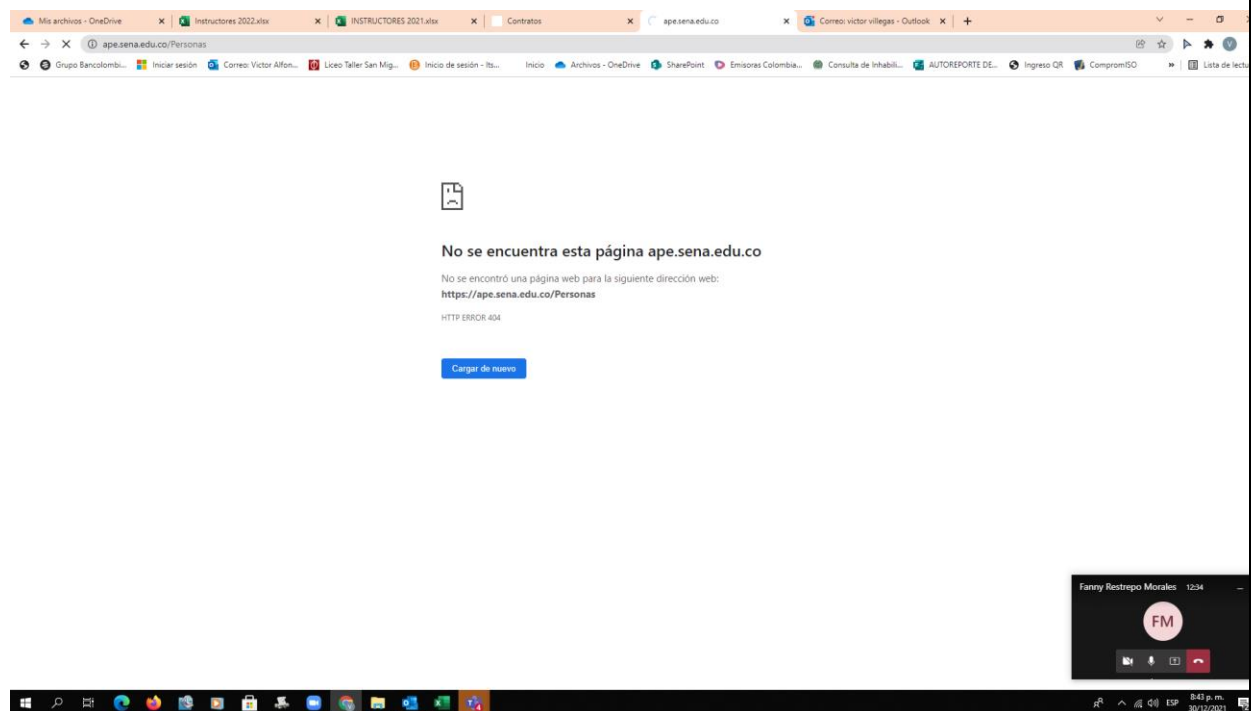 Mis archivos - OneDrive
Instructores 2022.xlsx
INSTRUCTORES 2021.xlsx
Contratos
ape.sena.edu.co
Correo: victor villegas - Outlook
ape.sena.edu.co/Personas
V
Grupo Bancolombi...
Iniciar sesión
Correo: Victor Alfon...
Liceo Taller San Mig...
Inicio de sesión - Its...
Inicio
Archivos - OneDrive
SharePoint
Emisoras Colombia...
Consulta de Inhabili...
AUTOREPORTE DE...
Ingreso QR
CompromISO
»
Lista de lectu
No se encuentra esta página ape.sena.edu.co
No se encontró una página web para la siguiente dirección web:
https://ape.sena.edu.co/Personas
HTTP ERROR 404
Cargar de nuevo
Fanny Restrepo Morales 12:34
FM
ESP
8:43 p. m.
30/12/2021